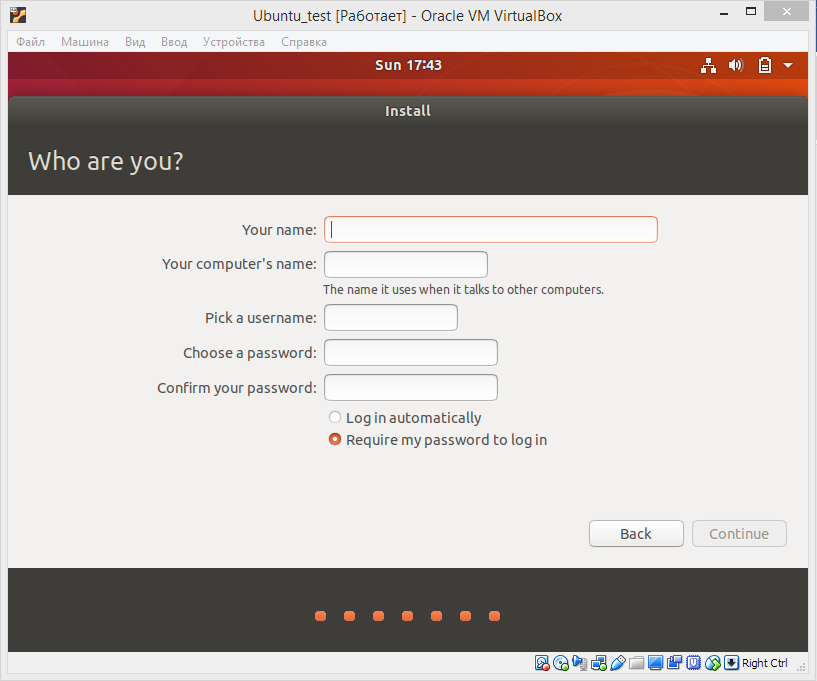 Ubuntu_test [Работает] - Oracle VM VirtualBox
Файл Машина Вид Ввод Устройства Справка
Sun 17:43
Install
Who are you?
Your name:
Your computer's name:
The name it uses when it talks to other computers.
Pick a username:
Choose a password:
Confirm your password:
Log in automatically
Require my password to log in
Back Continue
Right Ctrl